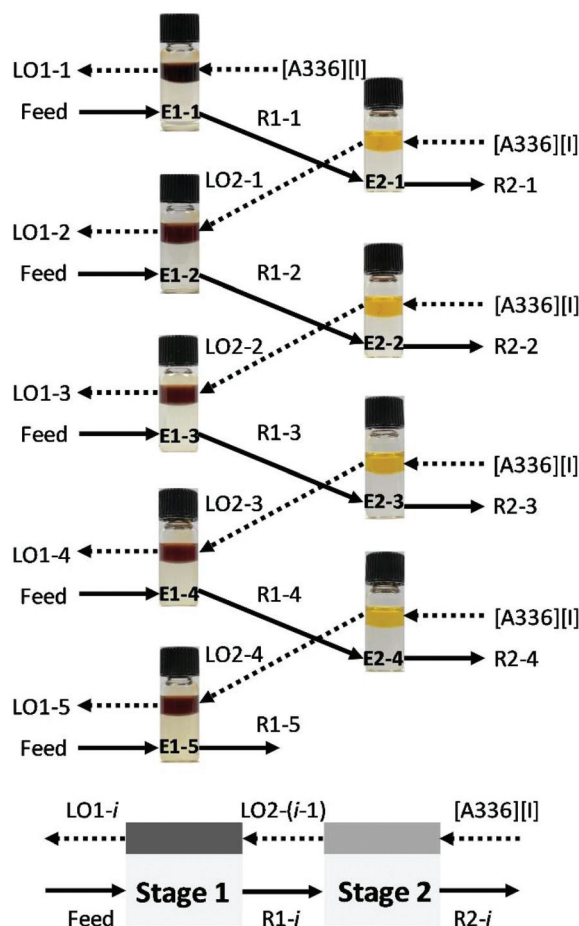 LO1-1
[A336][I]
Feed
E1-1
R1-1
[A336][I]
LO2-1
E2-1
R2-1
LO1-2
Feed
E1-2
R1-2
[A336][I]
LO2-2
E2-2
R2-2
LO1-3
Feed
E1-3
R1-3
[A336][I]
LO2-3
E2-3
R2-3
LO1-4
Feed
E1-4
R1-4
[A336][I]
LO2-4
E2-4
R2-4
LO1-5
Feed
E1-5
R1-5
LO1-i
LO2-(i-1)
[A336][I]
Stage 1
Stage 2
Feed
R1-i
R2-i